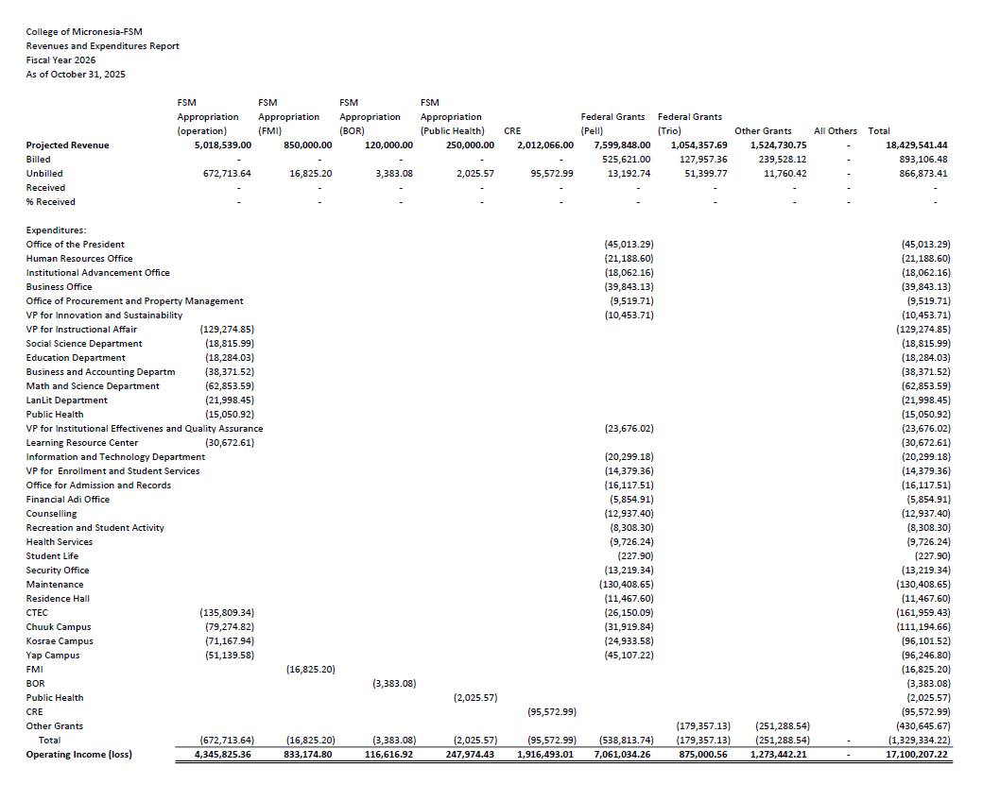 College of Micronesia-FSM
Revenues and Expenditures Report
Fiscal Year 2026
As of October 31, 2025
FSM FSM FSM FSM
Appropriation Appropriation Appropriation Appropriation Federal Grants Federal Grants
(operation) (FMI) (BOR) (Public Health) CRE (Pell) (Trio) Other Grants All Others Total
Projected Revenue 5,018,539.00 850,000.00 120,000.00 250,000.00 2,012,066.00 7,599,848.00 1,054,357.69 1,524,730.75 - 18,429,541.44
Billed - - - - - 525,621.00 127,957.36 239,528.12 - 893,106.48
Unbilled 672,713.64 16,825.20 3,383.08 2,025.57 95,572.99 13,192.74 51,399.77 11,760.42 - 866,873.41
Received - - - - - - - - - -
% Received - - - - - - - - - -
Expenditures:
Office of the President (45,013.29) (45,013.29)
Human Resources Office (21,188.60) (21,188.60)
Institutional Advancement Office (18,062.16) (18,062.16)
Business Office (39,843.13) (39,843.13)
Office of Procurement and Property Management (9,519.71) (9,519.71)
VP for Innovation and Sustainability (10,453.71) (10,453.71)
VP for Instructional Affair (129,274.85) (129,274.85)
Social Science Department (18,815.99) (18,815.99)
Education Department (18,284.03) (18,284.03)
Business and Accounting Departm (38,371.52) (38,371.52)
Math and Science Department (62,853.59) (62,853.59)
LanLit Department (21,998.45) (21,998.45)
Public Health (15,050.92) (15,050.92)
VP for Institutional Effectivenes and Quality Assurance (23,676.02) (23,676.02)
Learning Resource Center (30,672.61) (30,672.61)
Information and Technology Department (20,299.18) (20,299.18)
VP for  Enrollment and Student Services (14,379.36) (14,379.36)
Office for Admission and Records (16,117.51) (16,117.51)
Financial Adi Office (5,854.91) (5,854.91)
Counselling (12,937.40) (12,937.40)
Recreation and Student Activity (8,308.30) (8,308.30)
Health Services (9,726.24) (9,726.24)
Student Life (227.90) (227.90)
Security Office (13,219.34) (13,219.34)
Maintenance (130,408.65) (130,408.65)
Residence Hall (11,467.60) (11,467.60)
CTEC (135,809.34) (26,150.09) (161,959.43)
Chuuk Campus (79,274.82) (31,919.84) (111,194.66)
Kosrae Campus (71,167.94) (24,933.58) (96,101.52)
Yap Campus (51,139.58) (45,107.22) (96,246.80)
FMI (16,825.20) (16,825.20)
BOR (3,383.08) (3,383.08)
Public Health (2,025.57) (2,025.57)
CRE (95,572.99) (95,572.99)
Other Grants (179,357.13) (251,288.54) (430,645.67)
Total (672,713.64) (16,825.20) (3,383.08) (2,025.57) (95,572.99) (538,813.74) (179,357.13) (251,288.54) - (1,329,334.22)
Operating Income (loss) 4,345,825.36 833,174.80 116,616.92 247,974.43 1,916,493.01 7,061,034.26 875,000.56 1,273,442.21 - 17,100,207.22